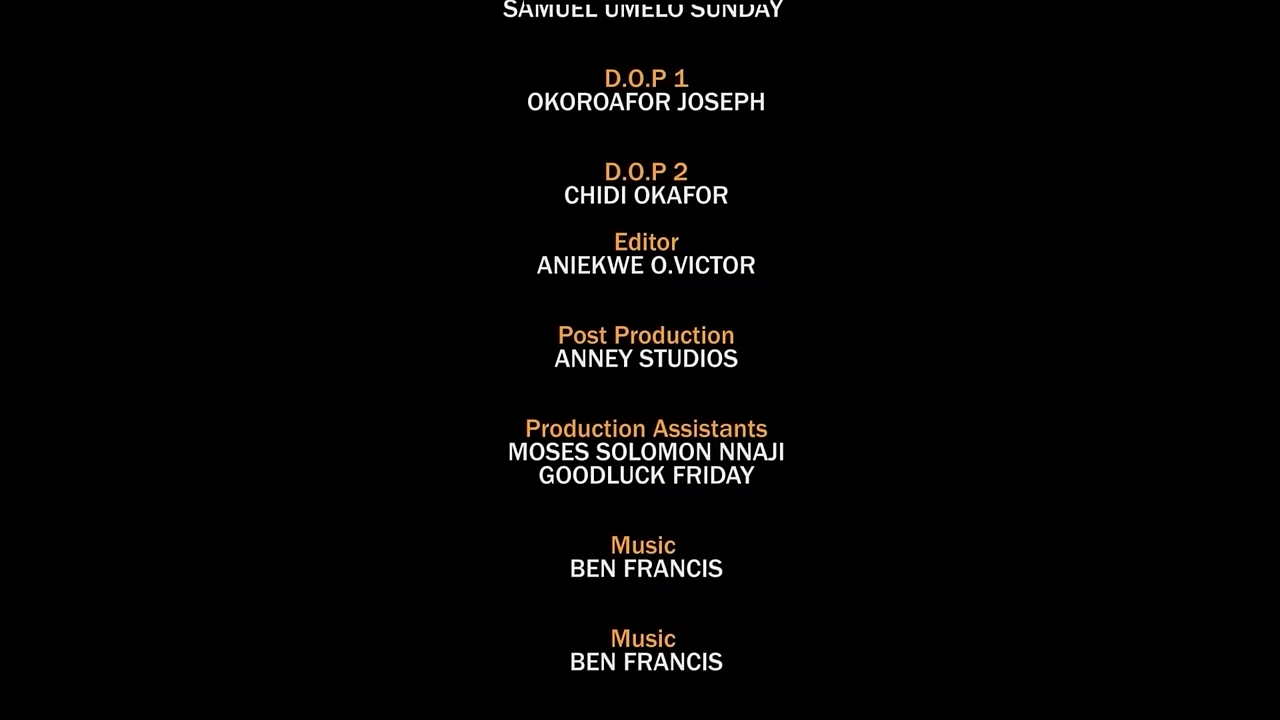 SAMUEL UMELO SUNDAY
D.O.P 1
OKOROAFOR JOSEPH
D.O.P 2
CHIDI OKAFOR
Editor
ANIEKWE O.VICTOR
Post Production
ANNEY STUDIOS
Production Assistants
MOSES SOLOMON NNAJI
GOODLUCK FRIDAY
Music
BEN FRANCIS
Music
BEN FRANCIS